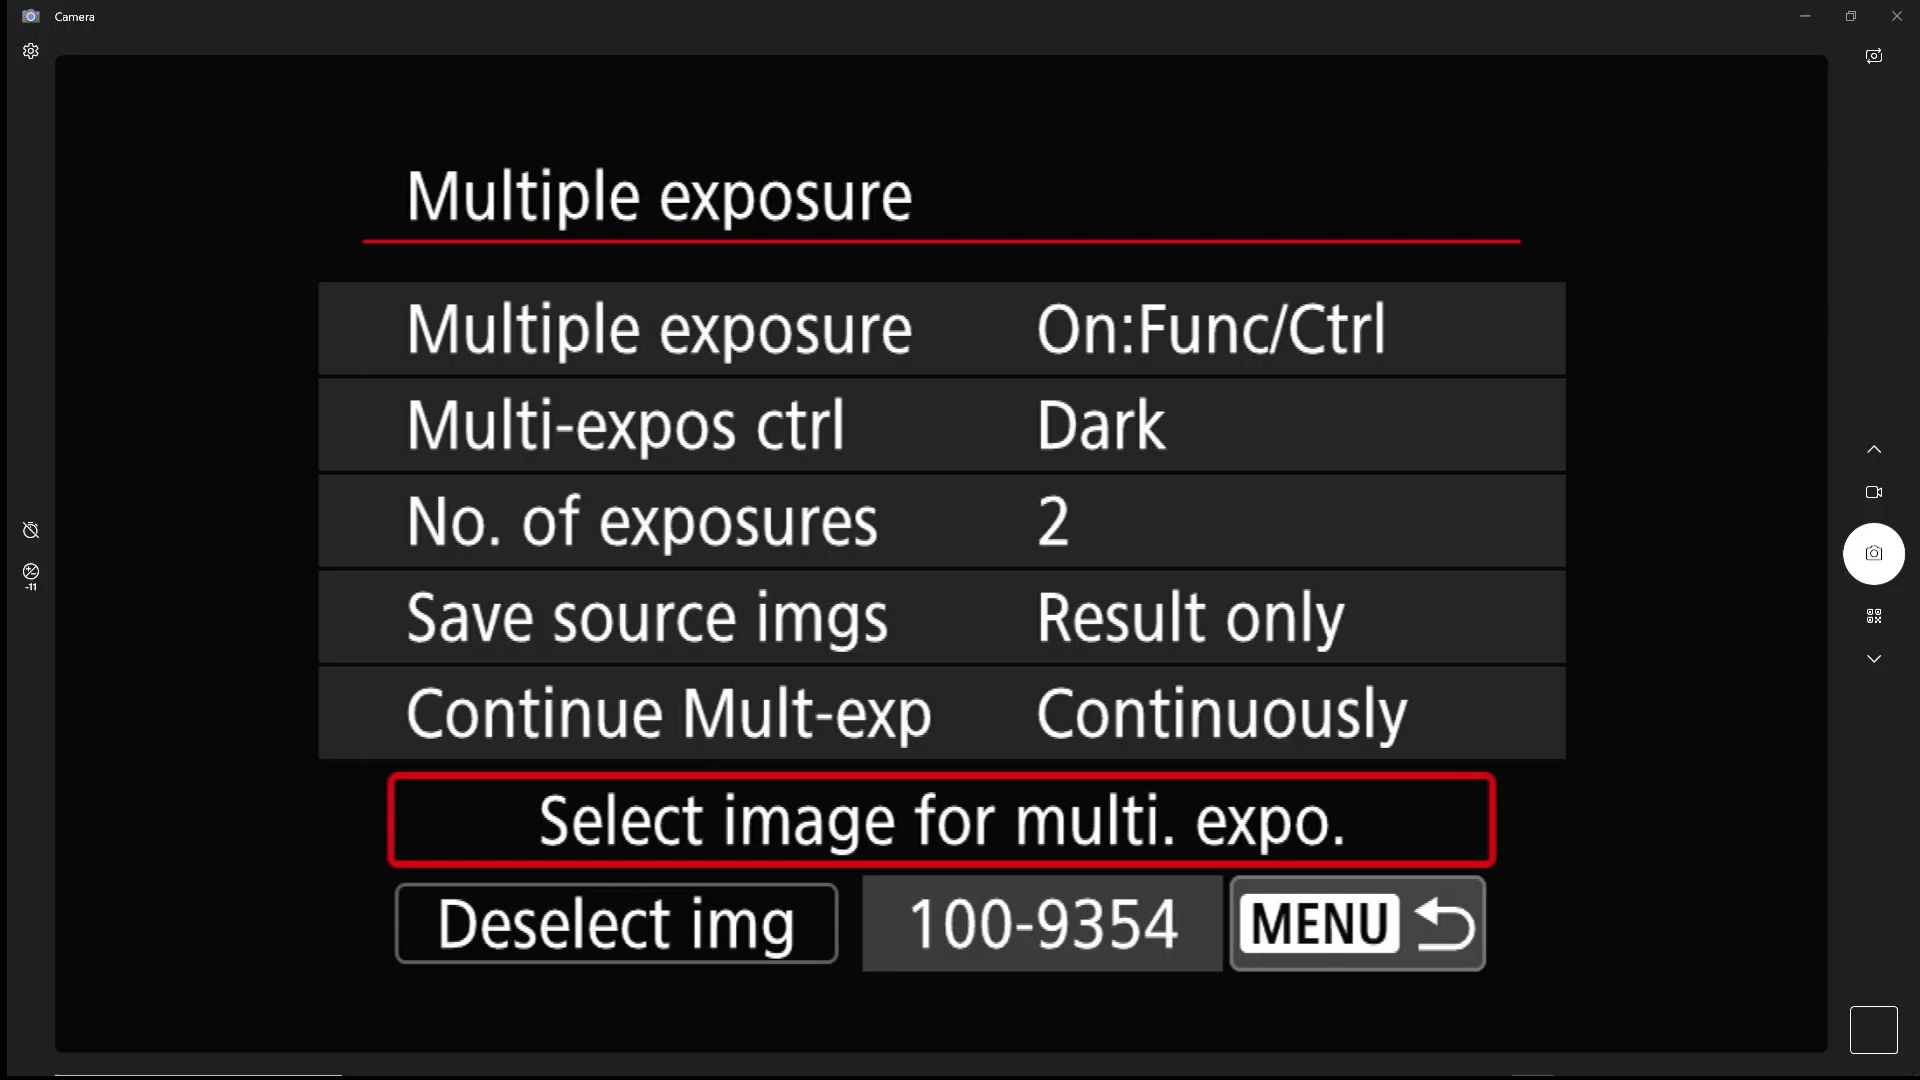 Camera
Multiple exposure
Multiple exposure On:Func/Ctrl
Multi-expos ctrl Dark
No. of exposures 2
Save source imgs Result only
Continue Mult-exp Continuously
Select image for multi. expo.
Deselect img 100-9354 MENU
-11